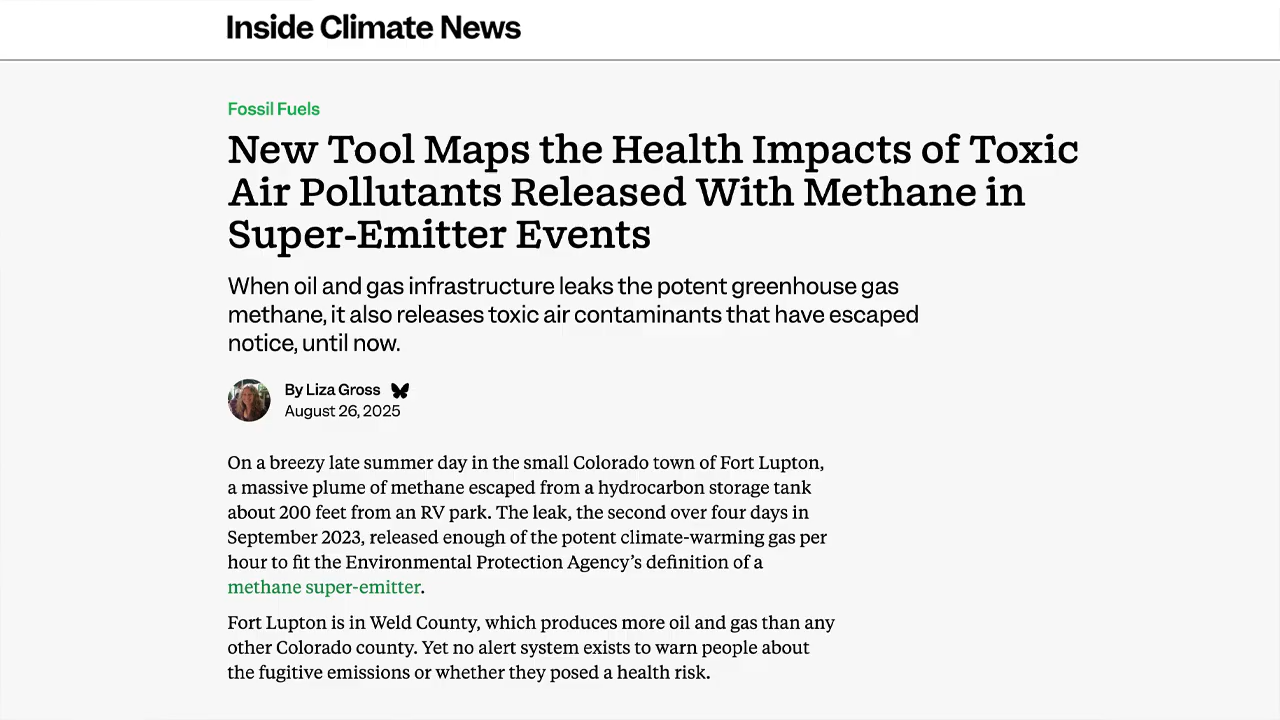 Inside Climate News
Fossil Fuels
New Tool Maps the Health Impacts of Toxic
Air Pollutants Released With Methane in
Super-Emitter Events
When oil and gas infrastructure leaks the potent greenhouse gas
methane, it also releases toxic air contaminants that have escaped
notice, until now.
By Liza Gross
August 26, 2025
On a breezy late summer day in the small Colorado town of Fort Lupton,
a massive plume of methane escaped from a hydrocarbon storage tank
about 200 feet from an RV park. The leak, the second over four days in
September 2023, released enough of the potent climate-warming gas per
hour to fit the Environmental Protection Agency’s definition of a
methane super-emitter.
Fort Lupton is in Weld County, which produces more oil and gas than any
other Colorado county. Yet no alert system exists to warn people about
the fugitive emissions or whether they posed a health risk.